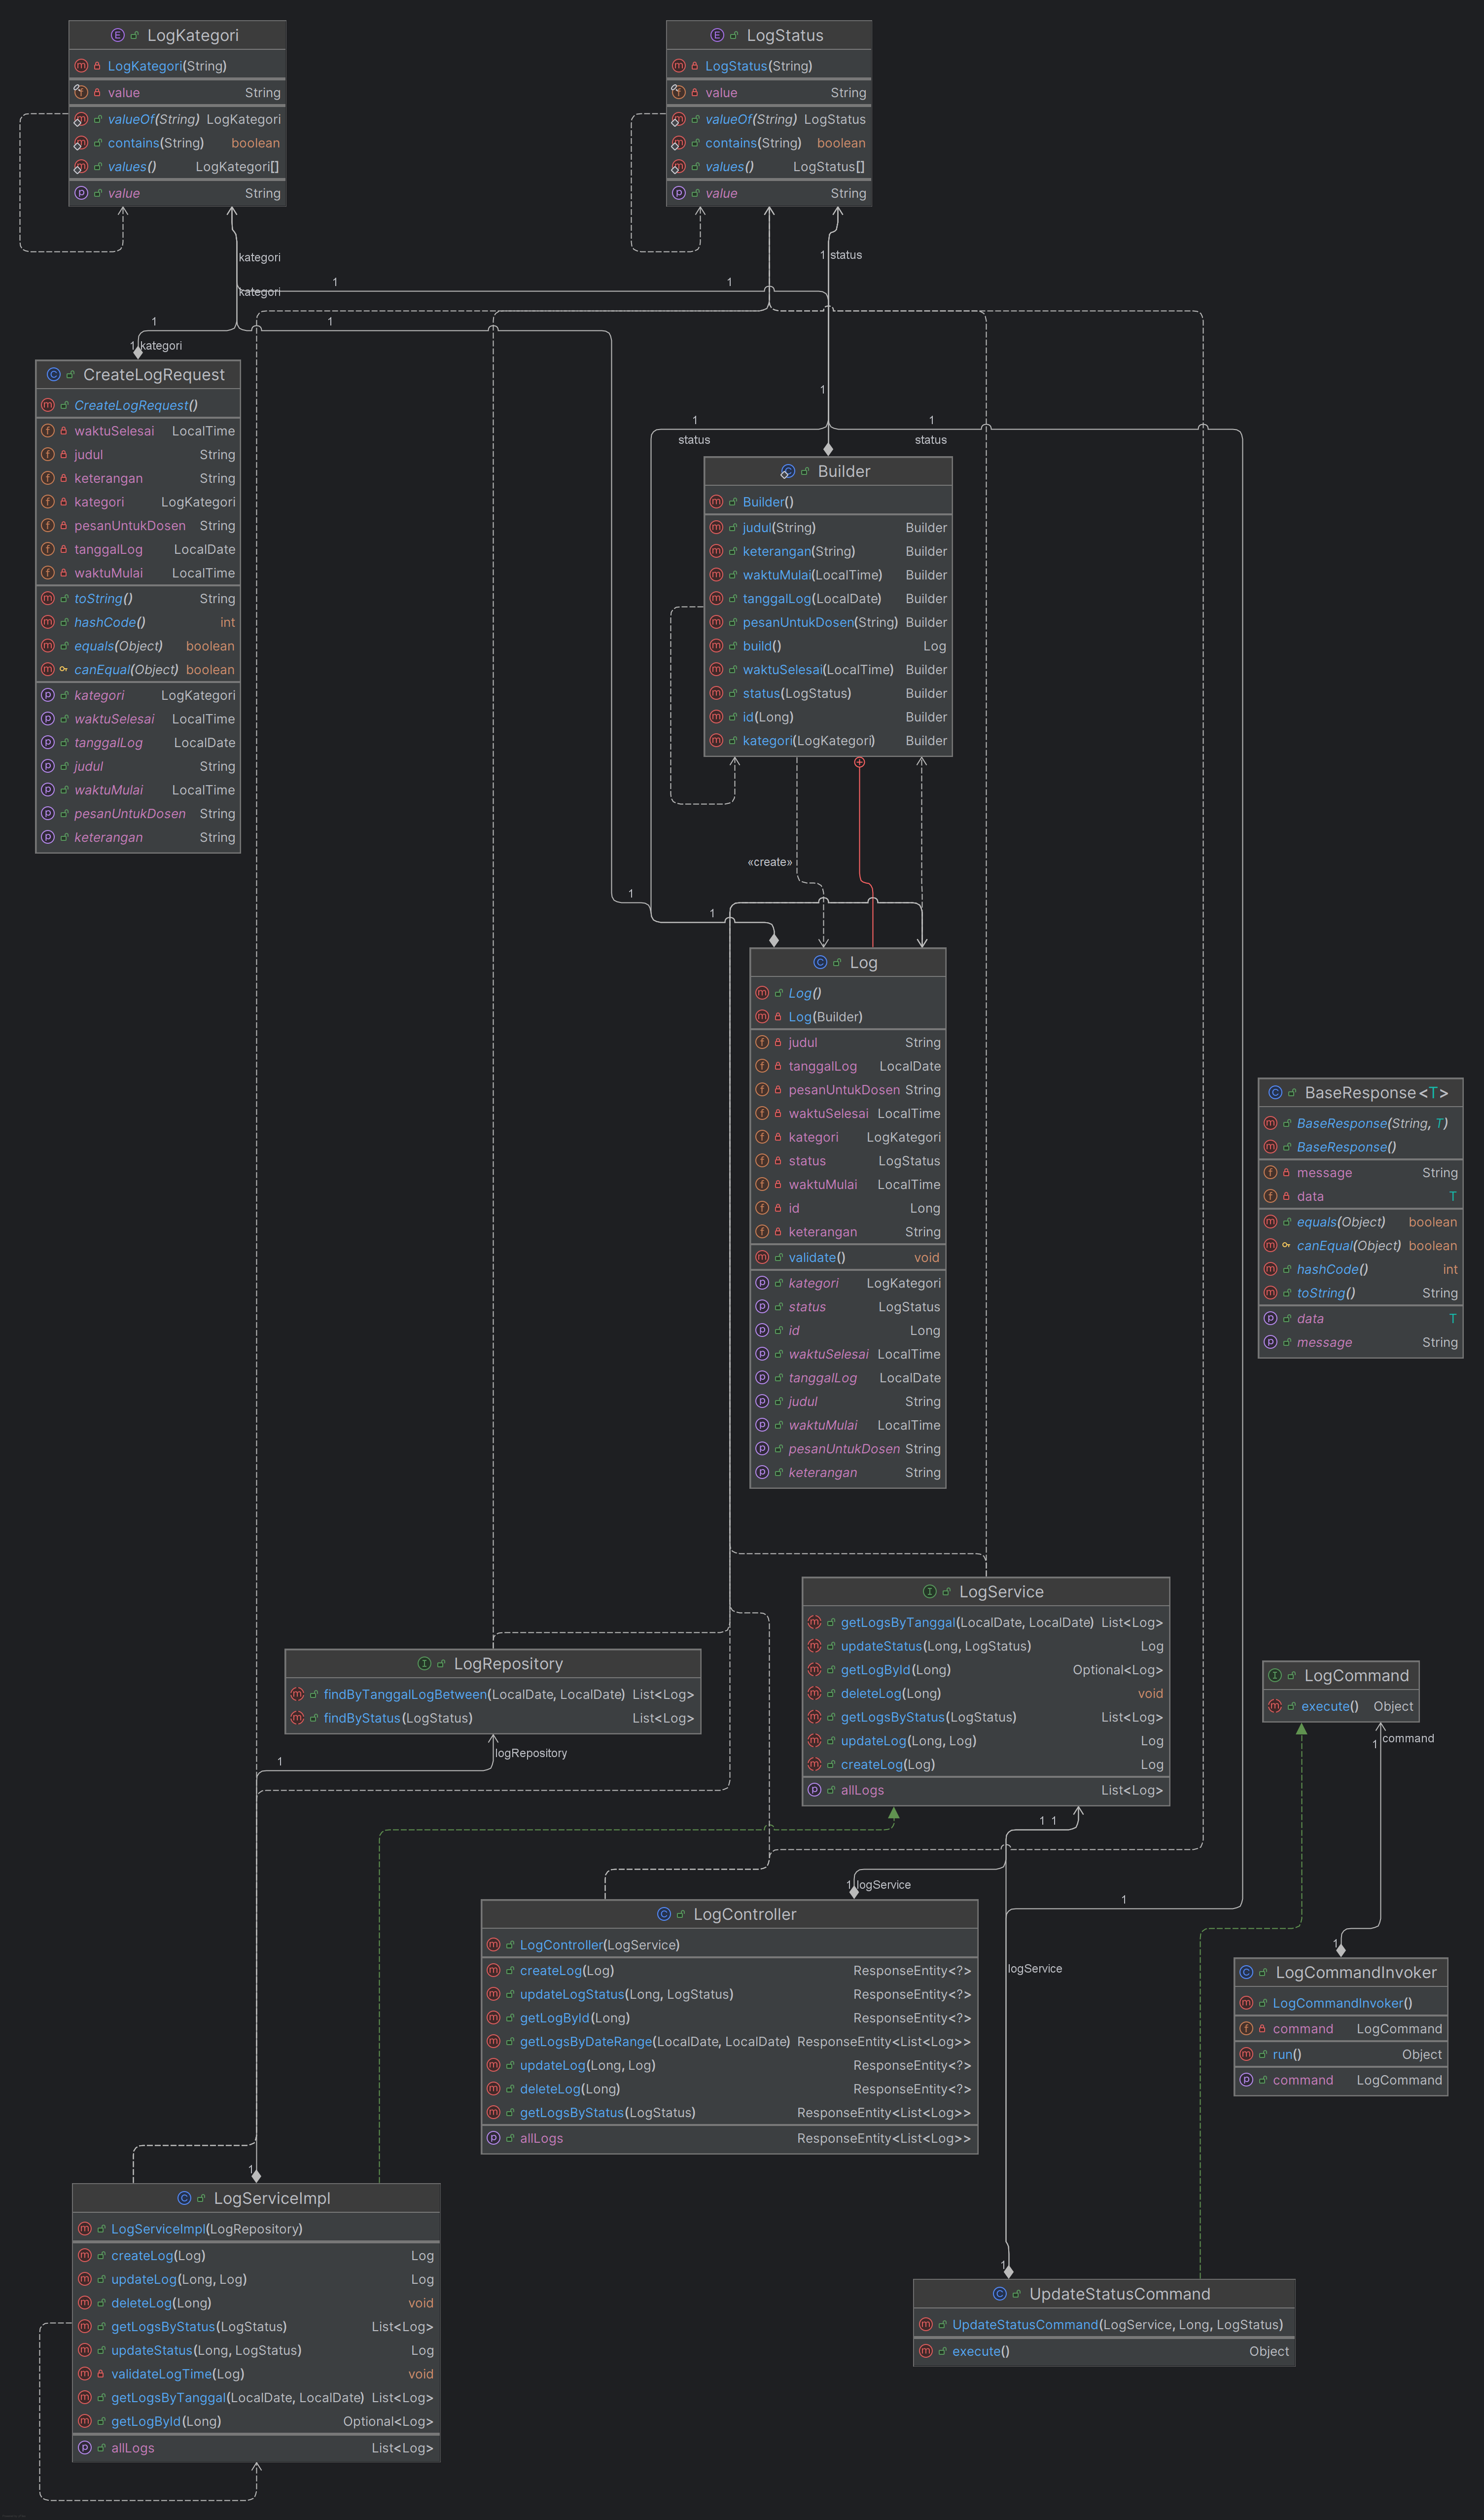 LogKategori
LogKategori(String)
value String
valueOf(String) LogKategori
contains(String) boolean
values() LogKategori[]
value String
LogStatus
LogStatus(String)
value String
valueOf(String) LogStatus
contains(String) boolean
values() LogStatus[]
value String
kategori
1 status
kategori
1
1
1
1
1 kategori
1
1
1
status
status
CreateLogRequest
CreateLogRequest()
waktuSelesai LocalTime
judul String
keterangan String
kategori LogKategori
pesanUntukDosen String
tanggalLog LocalDate
waktuMulai LocalTime
toString() String
hashCode() int
equals(Object) boolean
canEqual(Object) boolean
kategori LogKategori
waktuSelesai LocalTime
tanggalLog LocalDate
judul String
waktuMulai LocalTime
pesanUntukDosen String
keterangan String
Builder
Builder()
judul(String) Builder
keterangan(String) Builder
waktuMulai(LocalTime) Builder
tanggalLog(LocalDate) Builder
pesanUntukDosen(String) Builder
build() Log
waktuSelesai(LocalTime) Builder
status(LogStatus) Builder
id(Long) Builder
kategori(LogKategori) Builder
«create»
1
1
Log
Log()
Log(Builder)
judul String
tanggalLog LocalDate
pesanUntukDosen String
waktuSelesai LocalTime
kategori LogKategori
status LogStatus
waktuMulai LocalTime
id Long
keterangan String
validate() void
kategori LogKategori
status LogStatus
id Long
waktuSelesai LocalTime
tanggalLog LocalDate
judul String
waktuMulai LocalTime
pesanUntukDosen String
keterangan String
BaseResponse<T>
BaseResponse(String, T)
BaseResponse()
message String
data T
equals(Object) boolean
canEqual(Object) boolean
hashCode() int
toString() String
data T
message String
LogService
getLogsByTanggal(LocalDate, LocalDate) List<Log>
updateStatus(Long, LogStatus) Log
getLogById(Long) Optional<Log>
deleteLog(Long) void
getLogsByStatus(LogStatus) List<Log>
updateLog(Long, Log) Log
createLog(Log) Log
allLogs List<Log>
LogRepository
findByTanggalLogBetween(LocalDate, LocalDate) List<Log>
findByStatus(LogStatus) List<Log>
LogCommand
execute() Object
1
logRepository
1 command
1 1
1 logService
1
1
logService
LogController
LogController(LogService)
createLog(Log) ResponseEntity<?>
updateLogStatus(Long, LogStatus) ResponseEntity<?>
getLogById(Long) ResponseEntity<?>
getLogsByDateRange(LocalDate, LocalDate) ResponseEntity<List<Log>>
updateLog(Long, Log) ResponseEntity<?>
deleteLog(Long) ResponseEntity<?>
getLogsByStatus(LogStatus) ResponseEntity<List<Log>>
allLogs ResponseEntity<List<Log>>
LogCommandInvoker
LogCommandInvoker()
command LogCommand
run() Object
command LogCommand
1
1
LogServiceImpl
LogServiceImpl(LogRepository)
createLog(Log) Log
updateLog(Long, Log) Log
deleteLog(Long) void
getLogsByStatus(LogStatus) List<Log>
updateStatus(Long, LogStatus) Log
validateLogTime(Log) void
getLogsByTanggal(LocalDate, LocalDate) List<Log>
getLogById(Long) Optional<Log>
allLogs List<Log>
UpdateStatusCommand
UpdateStatusCommand(LogService, Long, LogStatus)
execute() Object